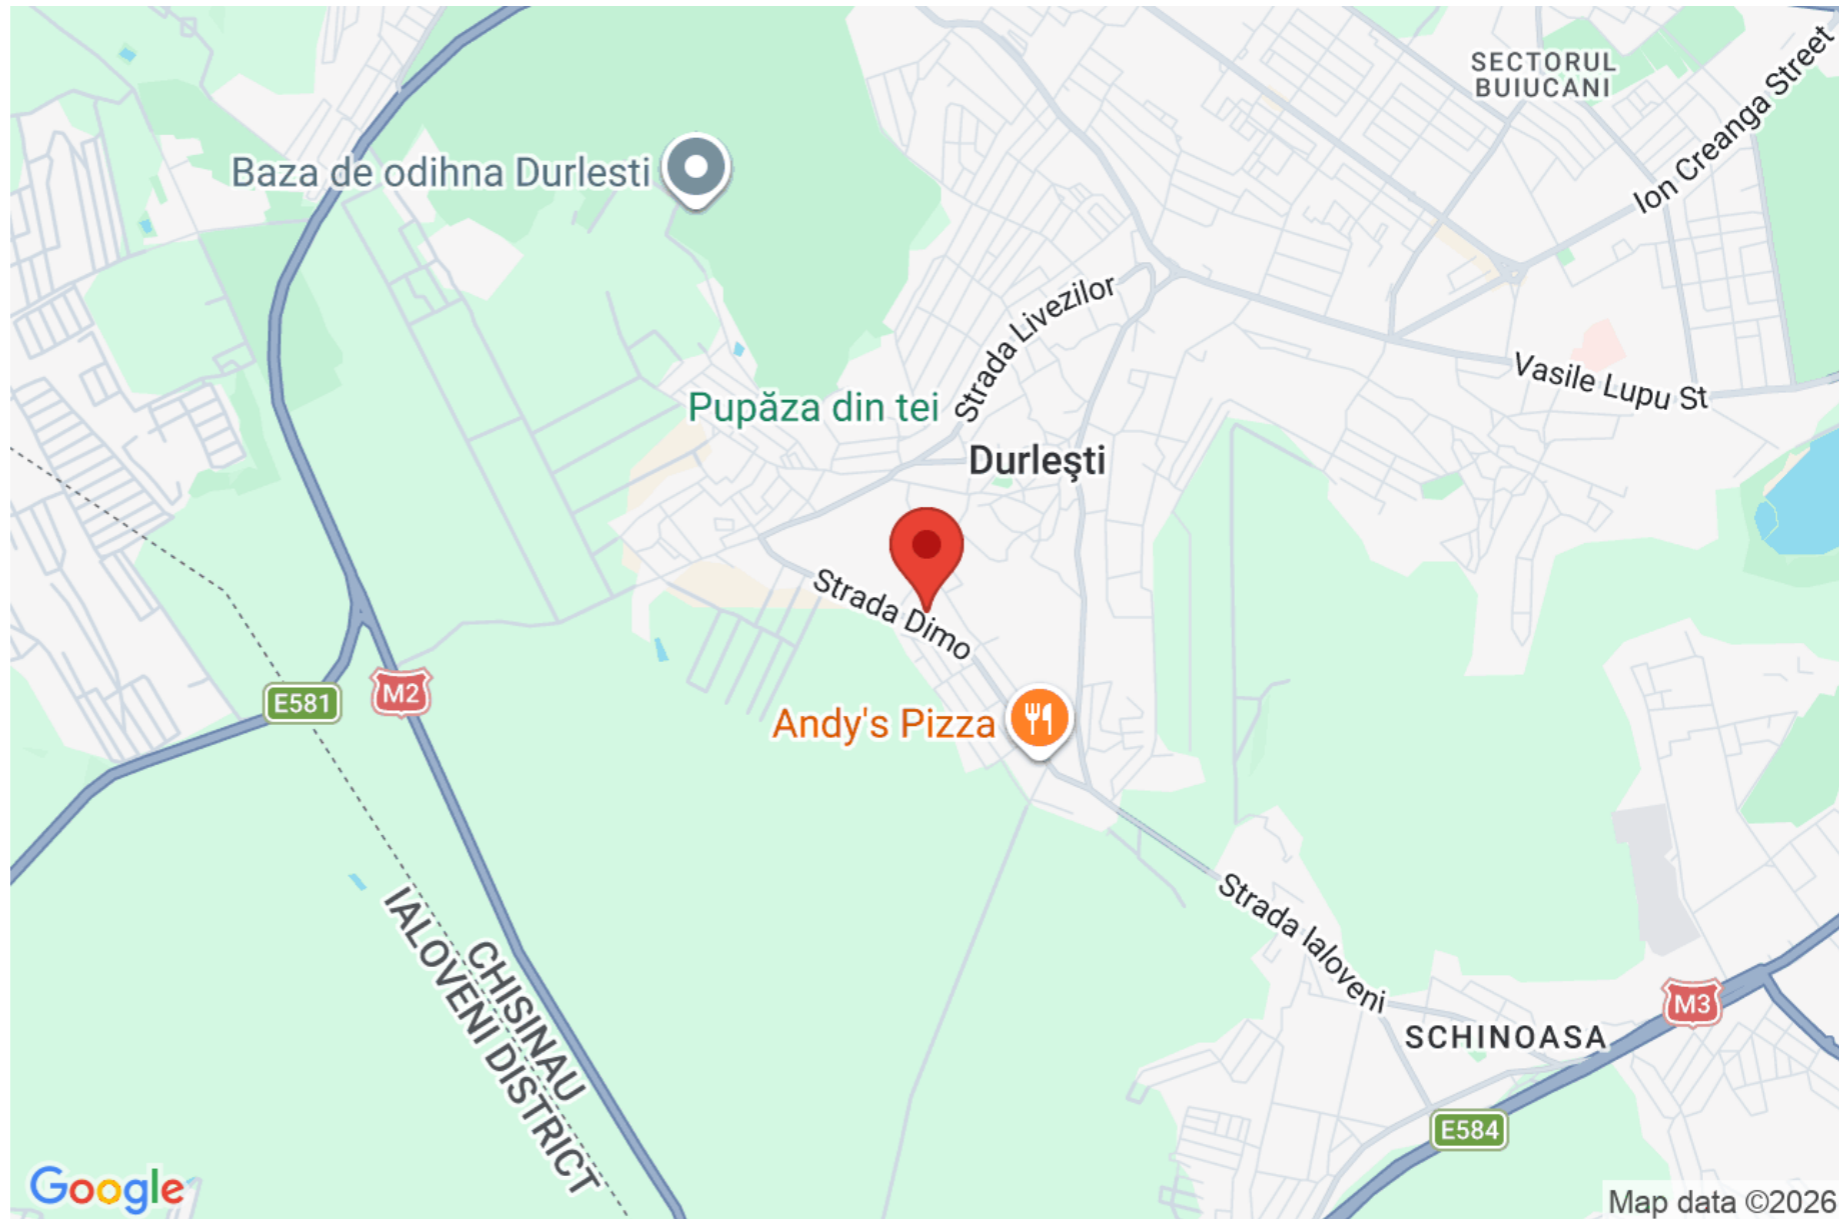 SECTORUL
BUIUCANI
Ion Creanga Street
Baza de odihna Durlesti
Strada Livezilor
Vasile Lupu St
Pupăza din tei
Durleşti
Strada Dimo
E581
M2
Andy's Pizza
Strada Ialoveni
CHISINAU
IALOVENI DISTRICT
M3
SCHINOASA
E584
Google
Map data ©2026